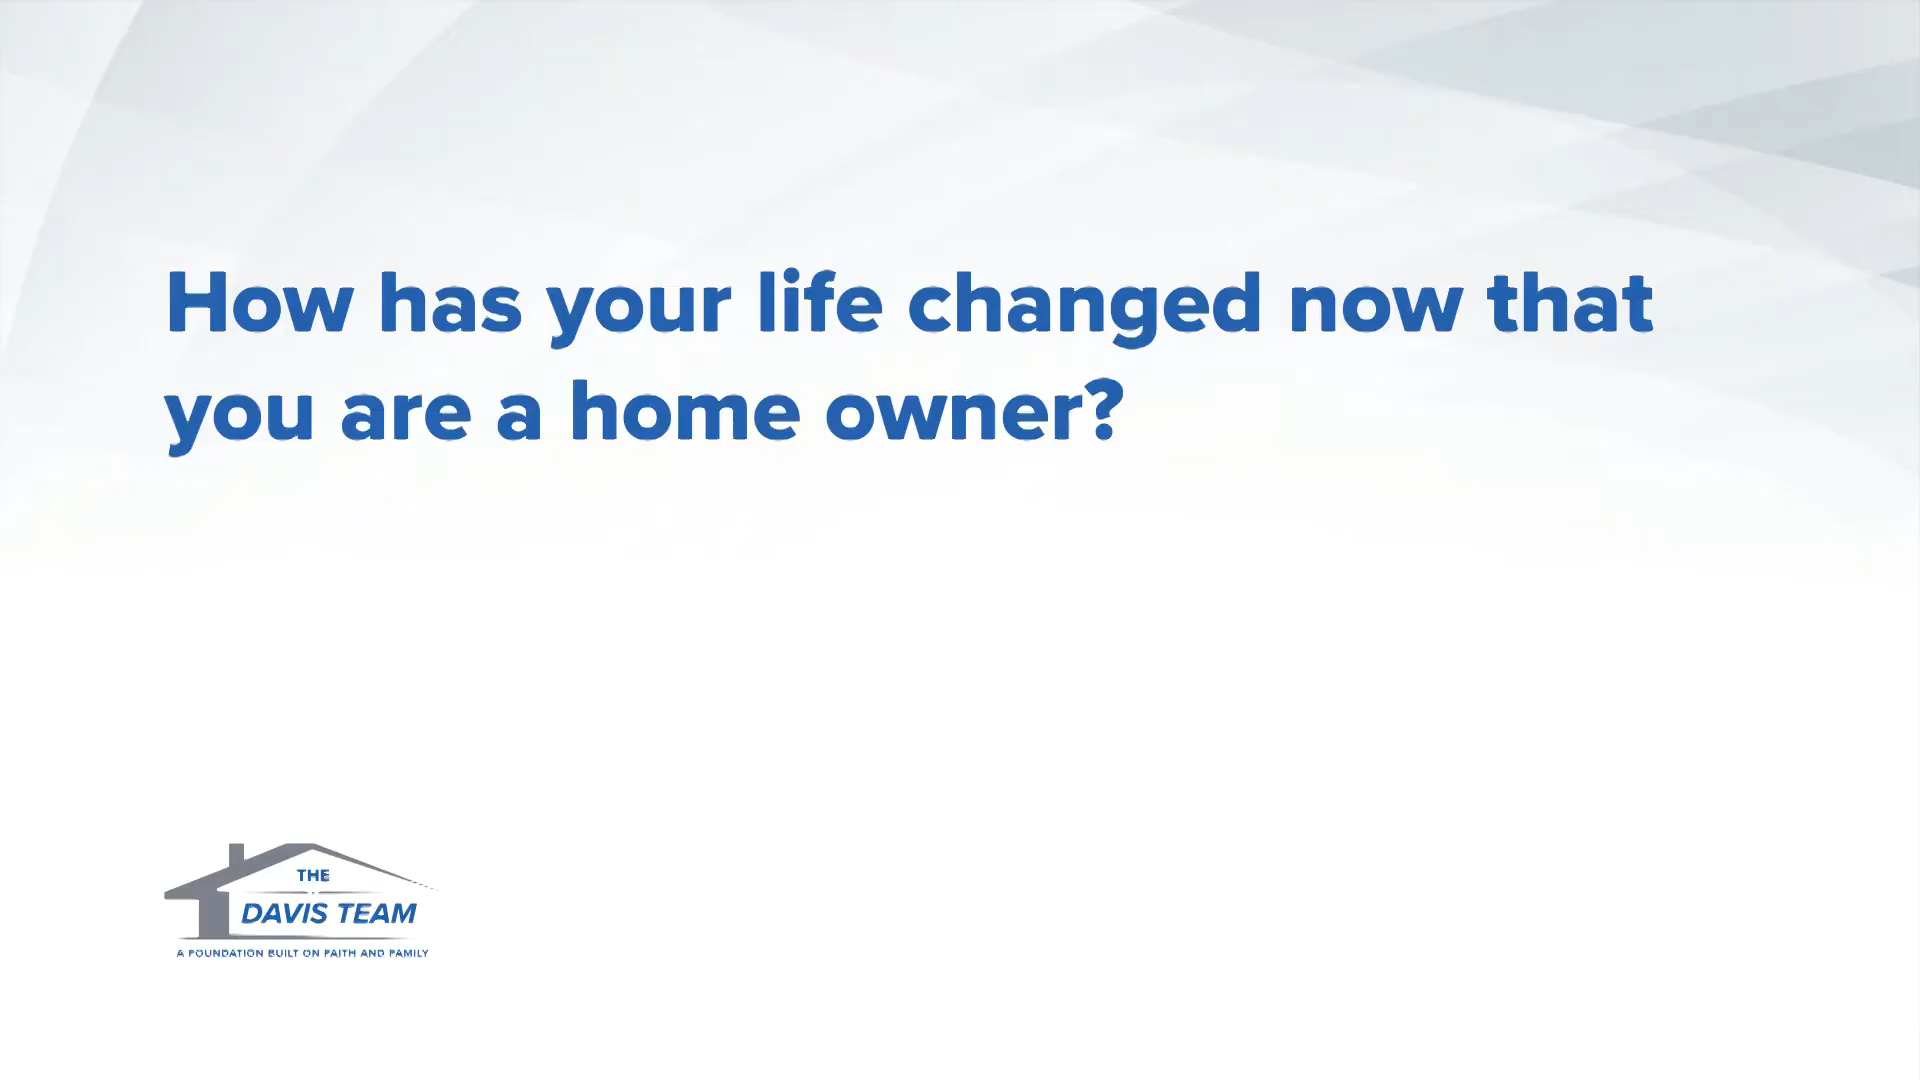 How has your life changed now that
you are a home owner?
THE
DAVIS TEAM
A FOUNDATION BUILT ON FAITH AND FAMILY